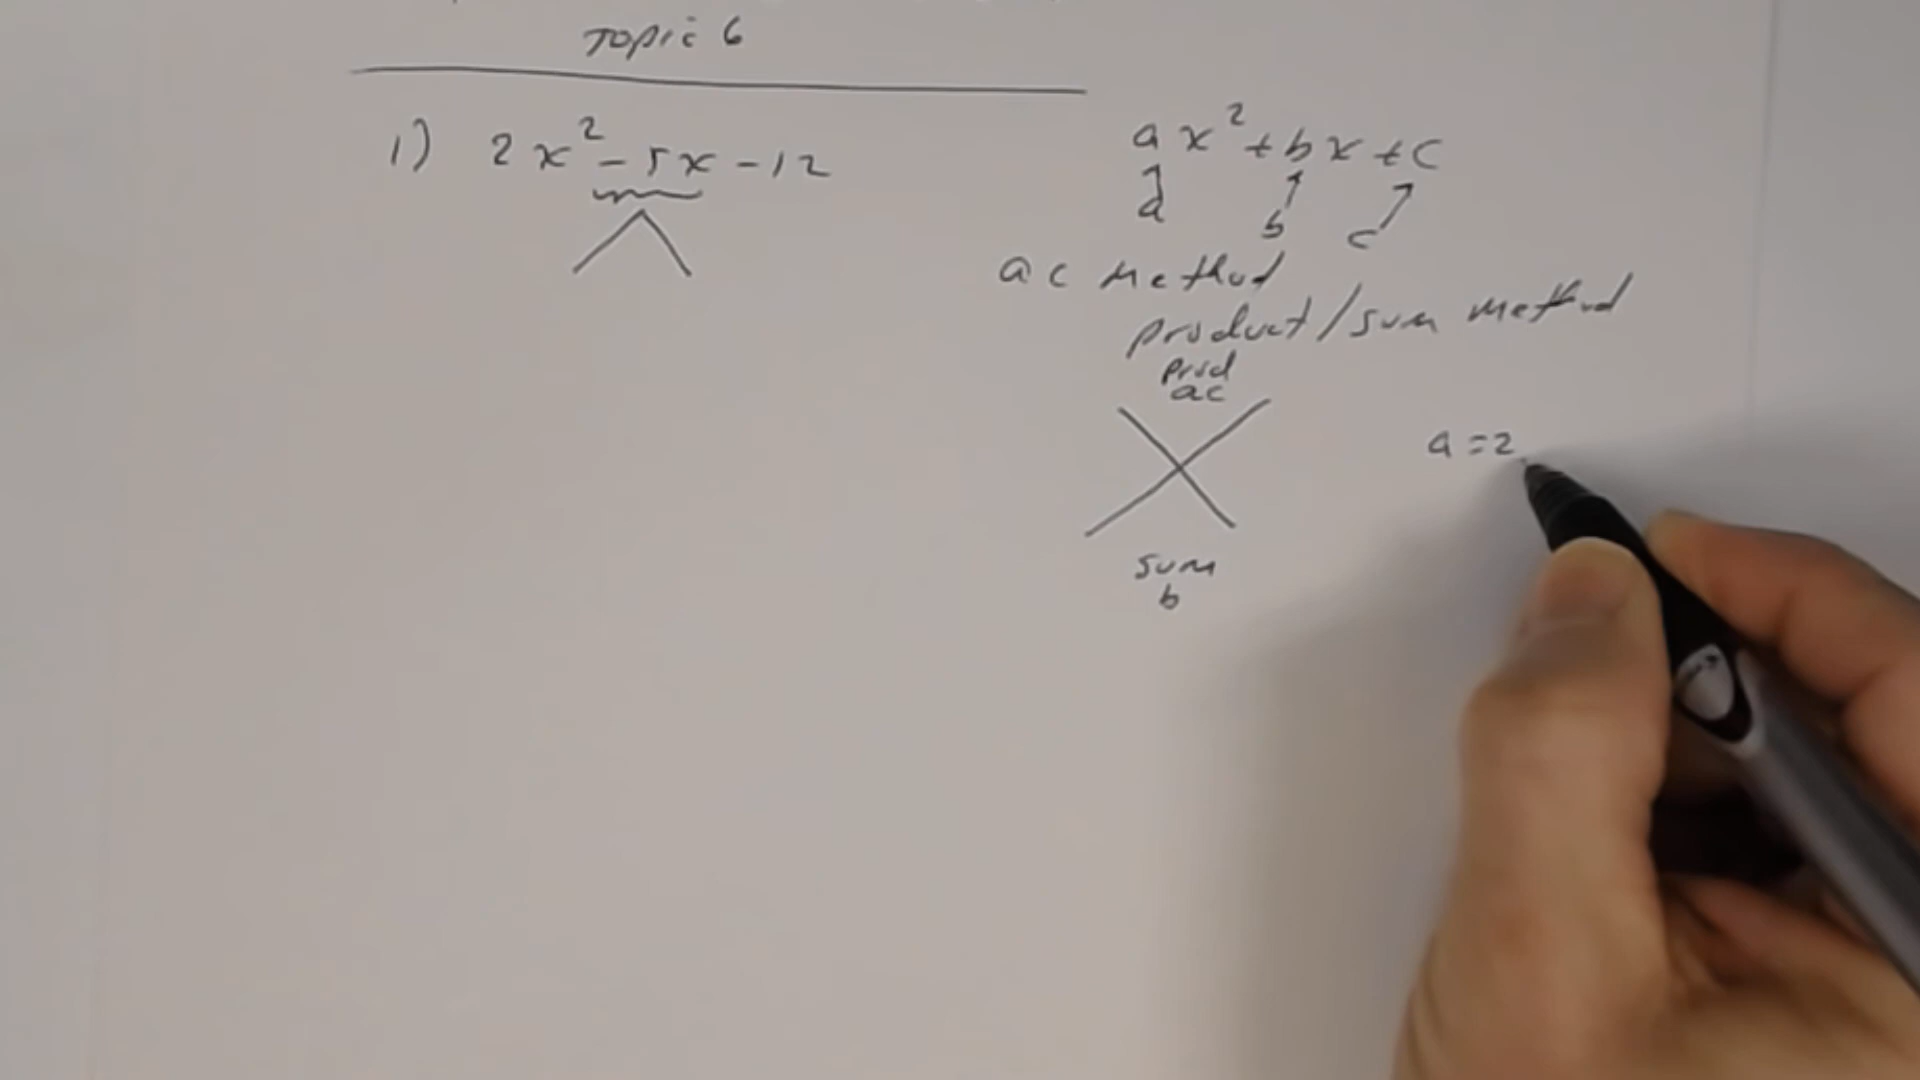 Topic 6
1) 2x² - 5x - 12
ax² + bx + c
a b c
ac Method
product/sum method
prod
ac
a = 2
sum
b